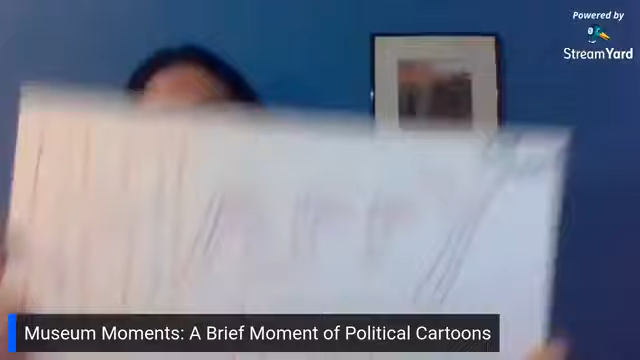 Powered by
StreamYard
Museum Moments: A Brief Moment of Political Cartoons